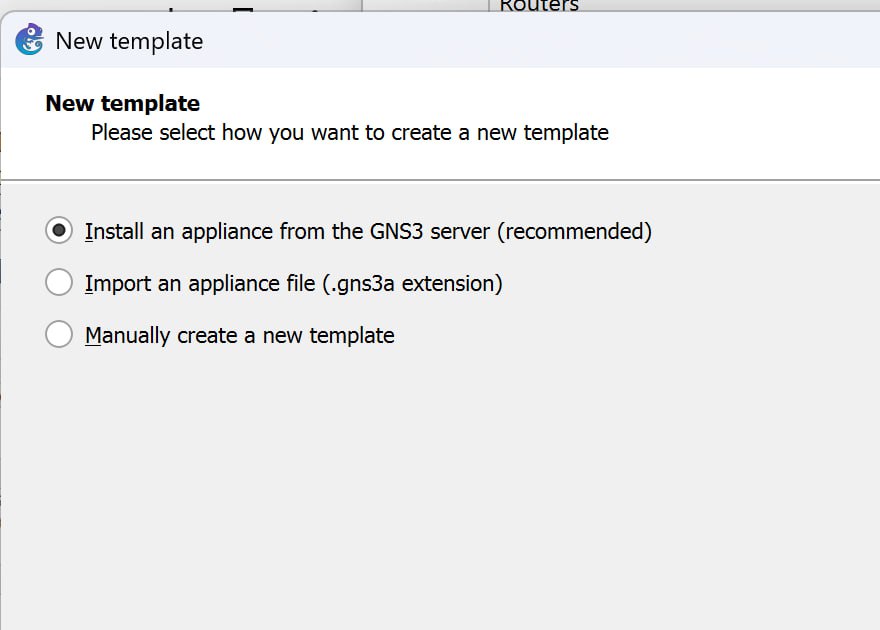 Routers
New template
New template
Please select how you want to create a new template
Install an appliance from the GNS3 server (recommended)
Import an appliance file (.gns3a extension)
Manually create a new template